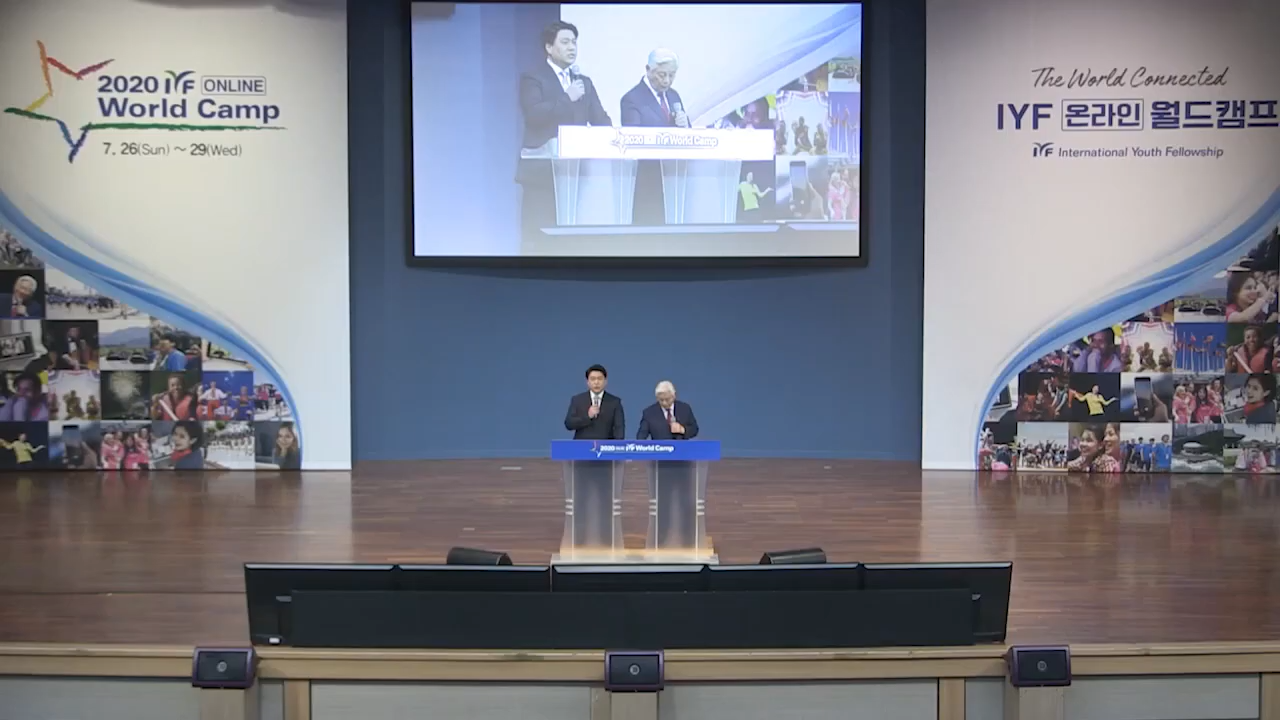 2020 IYF ONLINE
World Camp
7. 26(Sun) ~ 29(Wed)
The World Connected
IYF 온라인 월드캠프
IYF International Youth Fellowship
2020 IYF World Camp
2020 IYF World Camp